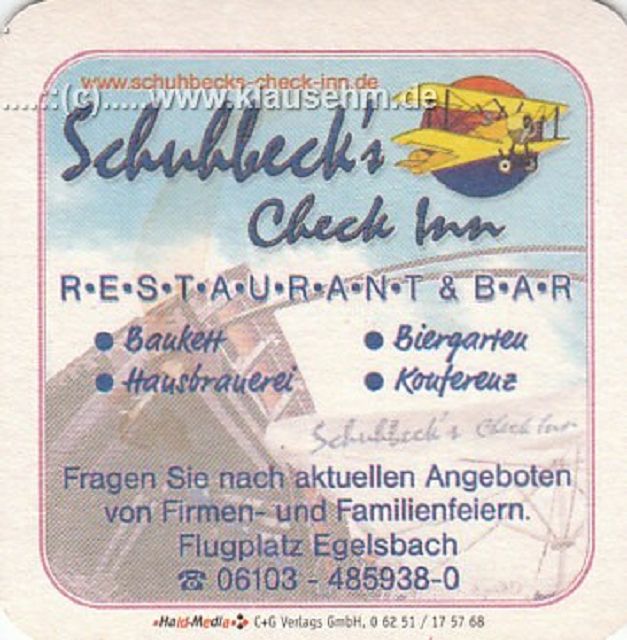 www.schuhbecks-check-inn.de
....::(c).....www.klausehm.de
Schuhbeck's
Check Inn
R•E•S•T•A•U•R•A•N•T & B•A•R
• Bankett • Biergarten
• Hausbrauerei • Konferenz
Schuhbeck's Check Inn
Fragen Sie nach aktuellen Angeboten
von Firmen- und Familienfeiern.
Flugplatz Egelsbach
☎ 06103 - 485938-0
Haid-Media C+G Verlags GmbH, 0 62 51 / 17 57 68